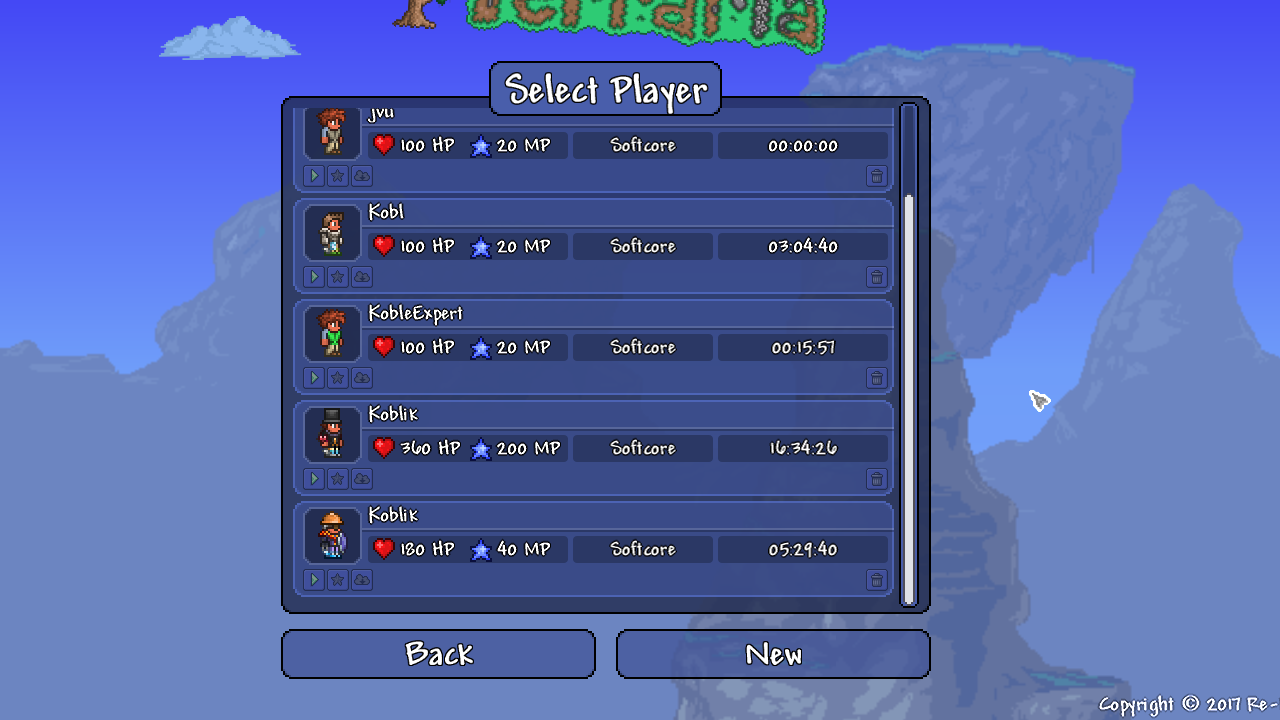 Terraria
Select Player
jvu
100 HP 20 MP Softcore 00:00:00
Kobl
100 HP 20 MP Softcore 03:04:40
KobleExpert
100 HP 20 MP Softcore 00:15:57
Koblik
360 HP 200 MP Softcore 16:34:26
Koblik
180 HP 40 MP Softcore 05:29:40
Back New
Copyright © 2017 Re-